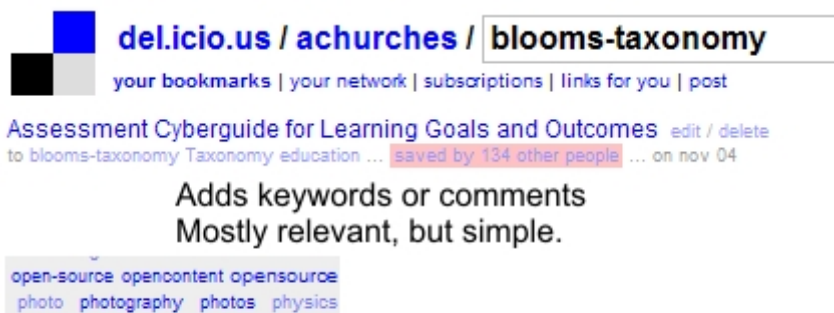 del.icio.us / achurches / blooms-taxonomy
your bookmarks | your network | subscriptions | links for you | post
Assessment Cyberguide for Learning Goals and Outcomes edit / delete
to blooms-taxonomy Taxonomy education ... saved by 134 other people ... on nov 04
Adds keywords or comments
Mostly relevant, but simple.
open-source opencontent opensource
photo photography photos physics